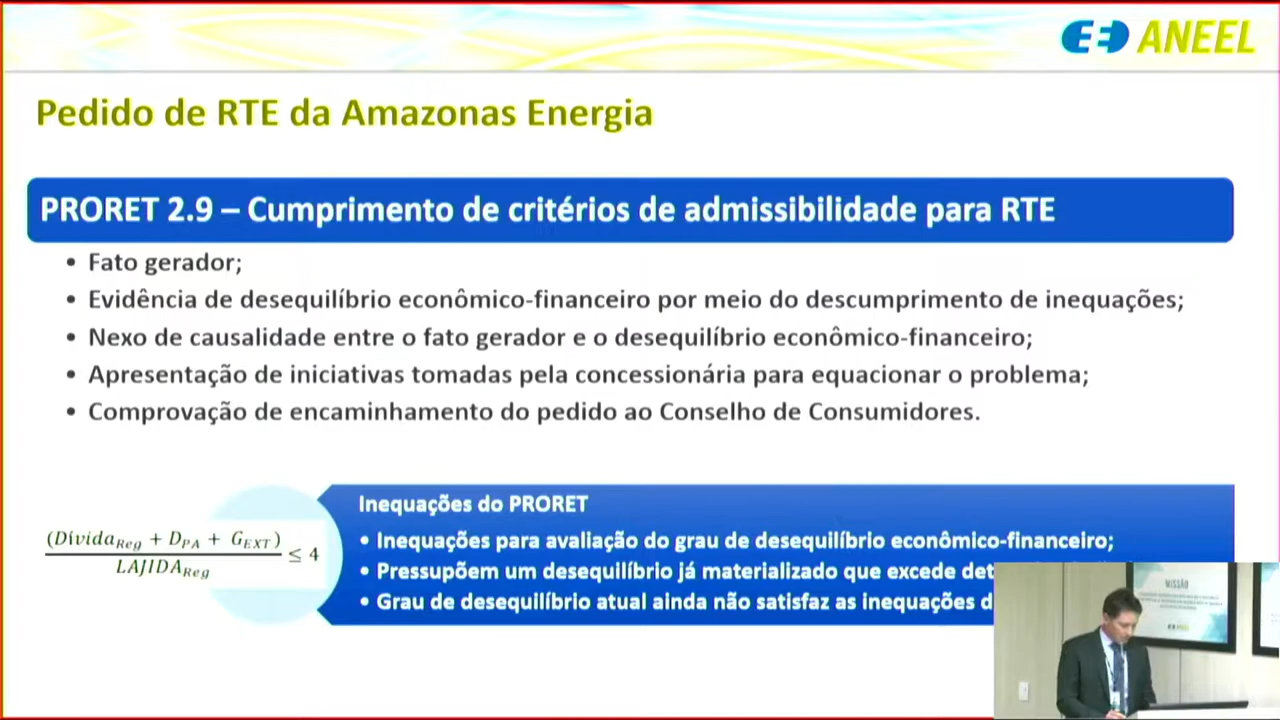 ANEEL
Pedido de RTE da Amazonas Energia
PRORET 2.9 – Cumprimento de critérios de admissibilidade para RTE
• Fato gerador;
• Evidência de desequilíbrio econômico-financeiro por meio do descumprimento de inequações;
• Nexo de causalidade entre o fato gerador e o desequilíbrio econômico-financeiro;
• Apresentação de iniciativas tomadas pela concessionária para equacionar o problema;
• Comprovação de encaminhamento do pedido ao Conselho de Consumidores.
Inequações do PRORET
(Dívida_Reg + D_PA + G_EXT) / LAJIDA_Reg ≤ 4
• Inequações para avaliação do grau de desequilíbrio econômico-financeiro;
• Pressupõem um desequilíbrio já materializado que excede
• Grau de desequilíbrio atual ainda não satisfaz as inequações
MISSÃO